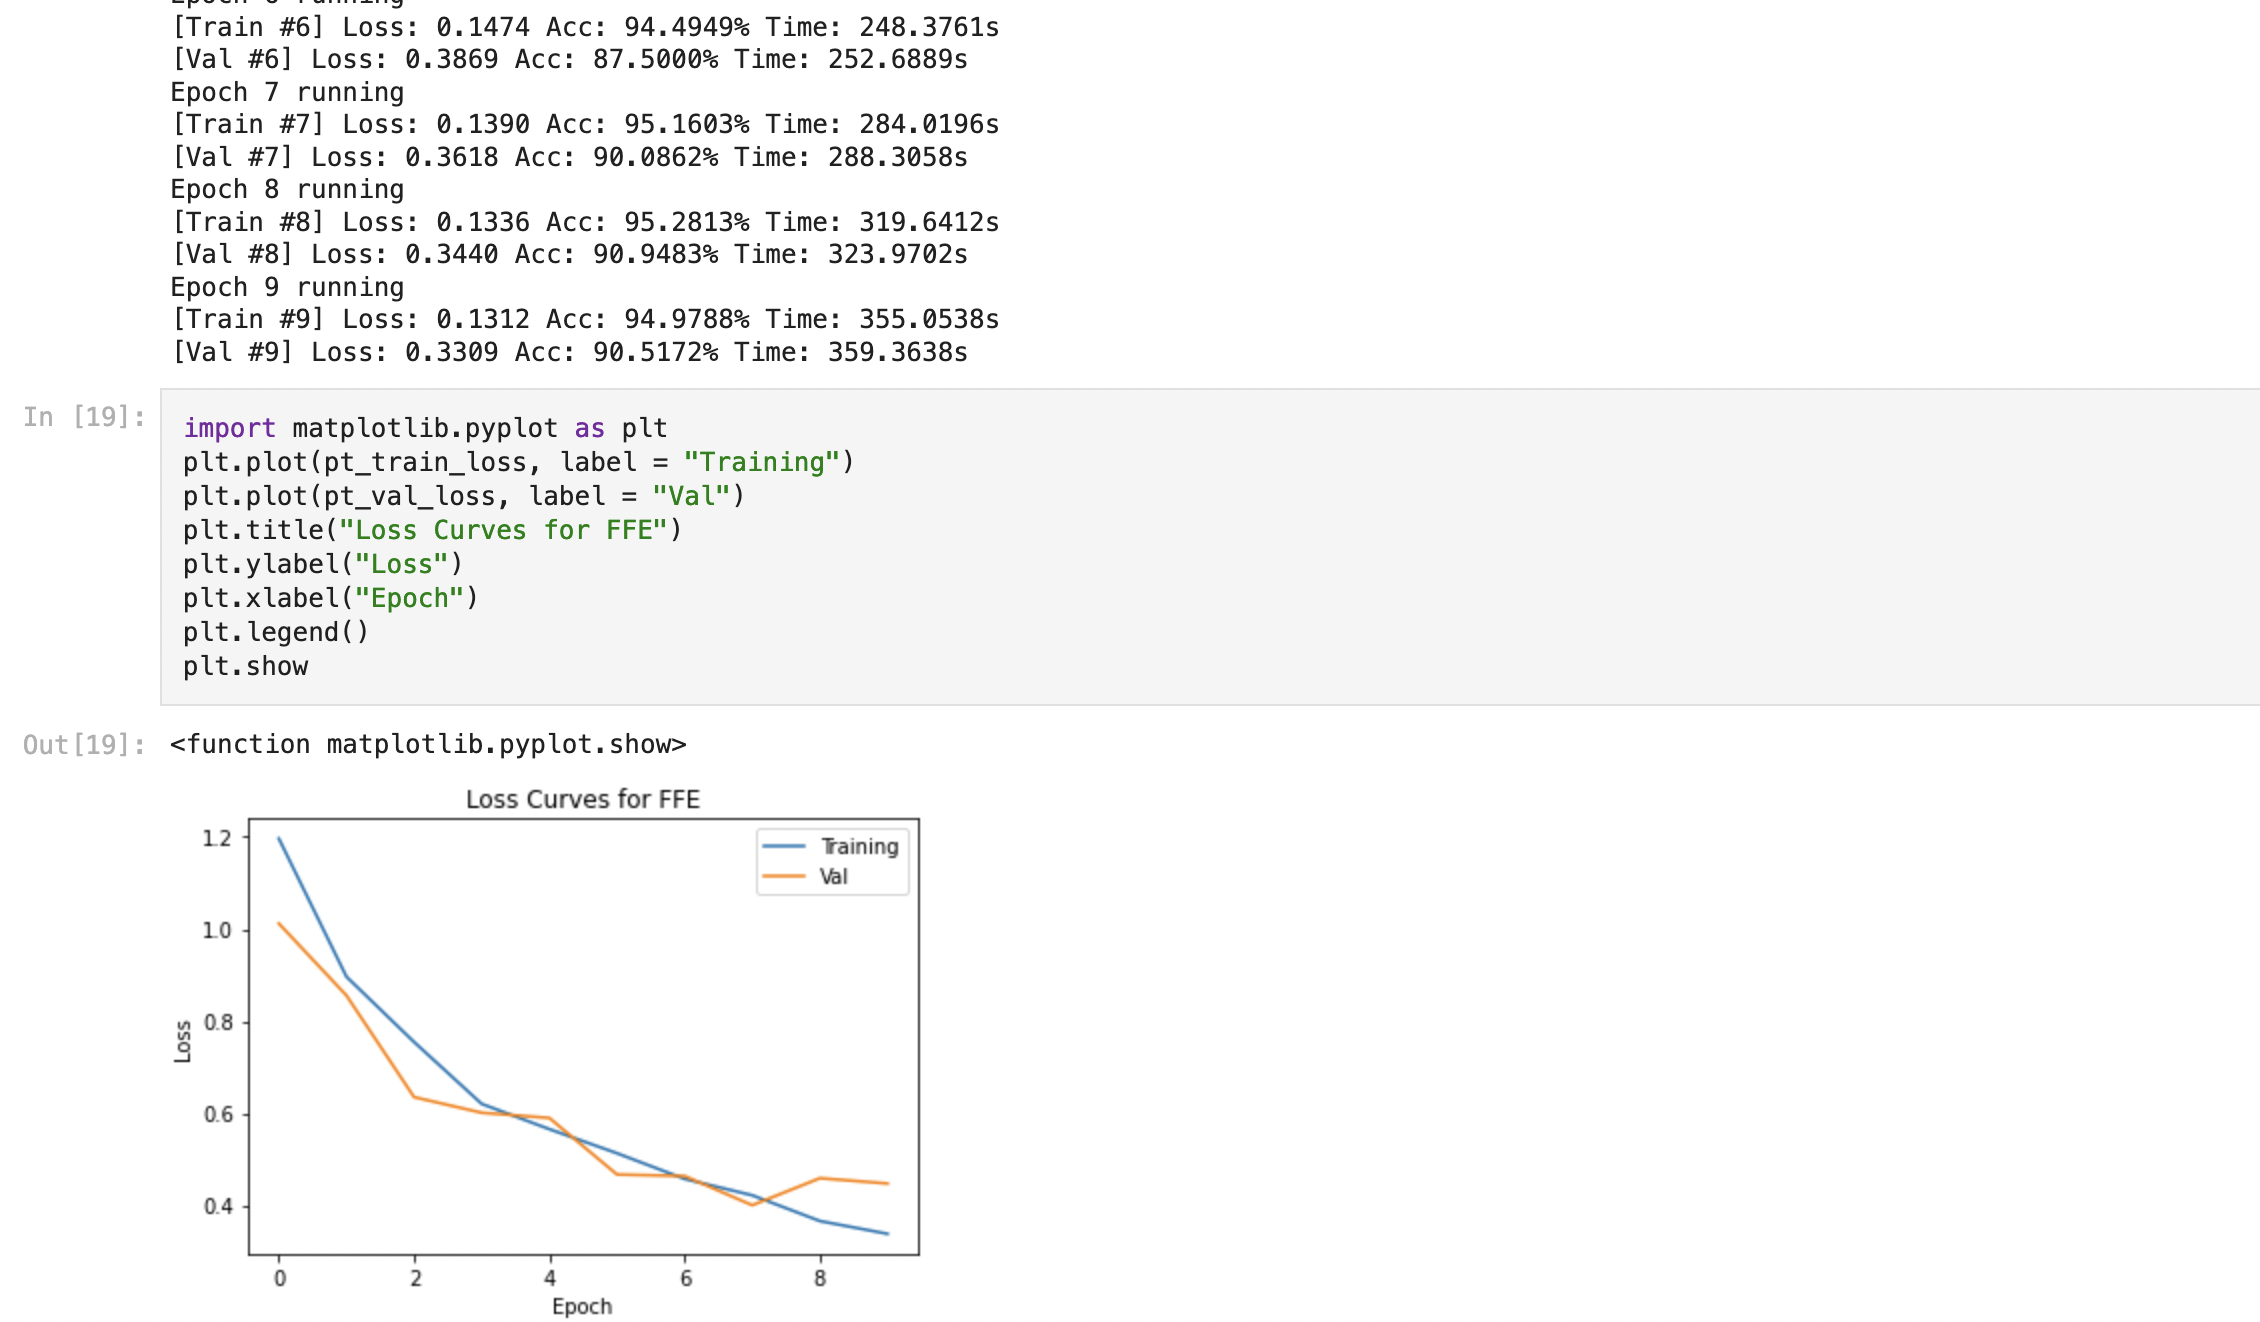 Epoch 6 running
[Train #6] Loss: 0.1474 Acc: 94.4949% Time: 248.3761s
[Val #6] Loss: 0.3869 Acc: 87.5000% Time: 252.6889s
Epoch 7 running
[Train #7] Loss: 0.1390 Acc: 95.1603% Time: 284.0196s
[Val #7] Loss: 0.3618 Acc: 90.0862% Time: 288.3058s
Epoch 8 running
[Train #8] Loss: 0.1336 Acc: 95.2813% Time: 319.6412s
[Val #8] Loss: 0.3440 Acc: 90.9483% Time: 323.9702s
Epoch 9 running
[Train #9] Loss: 0.1312 Acc: 94.9788% Time: 355.0538s
[Val #9] Loss: 0.3309 Acc: 90.5172% Time: 359.3638s
In [19]:
import matplotlib.pyplot as plt
plt.plot(pt_train_loss, label = "Training")
plt.plot(pt_val_loss, label = "Val")
plt.title("Loss Curves for FFE")
plt.ylabel("Loss")
plt.xlabel("Epoch")
plt.legend()
plt.show
Out[19]: <function matplotlib.pyplot.show>
Loss Curves for FFE
Training
Val
1.2
1.0
0.8
0.6
0.4
Loss
0 2 4 6 8
Epoch